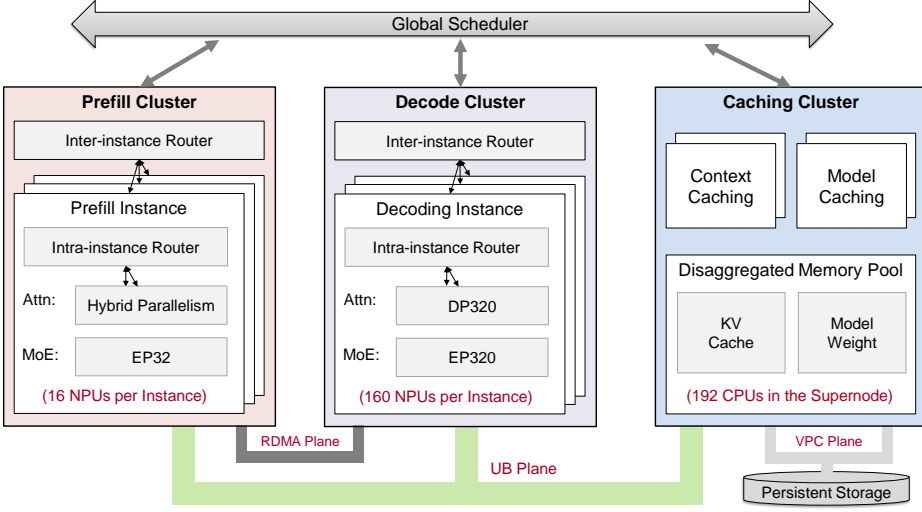 Global Scheduler
Prefill Cluster
Inter-instance Router
Prefill Instance
Intra-instance Router
Attn:
Hybrid Parallelism
MoE:
EP32
(16 NPUs per Instance)
Decode Cluster
Inter-instance Router
Decoding Instance
Intra-instance Router
Attn:
DP320
MoE:
EP320
(160 NPUs per Instance)
Caching Cluster
Context
Caching
Model
Caching
Disaggregated Memory Pool
KV
Cache
Model
Weight
(192 CPUs in the Supernode)
RDMA Plane
UB Plane
VPC Plane
Persistent Storage